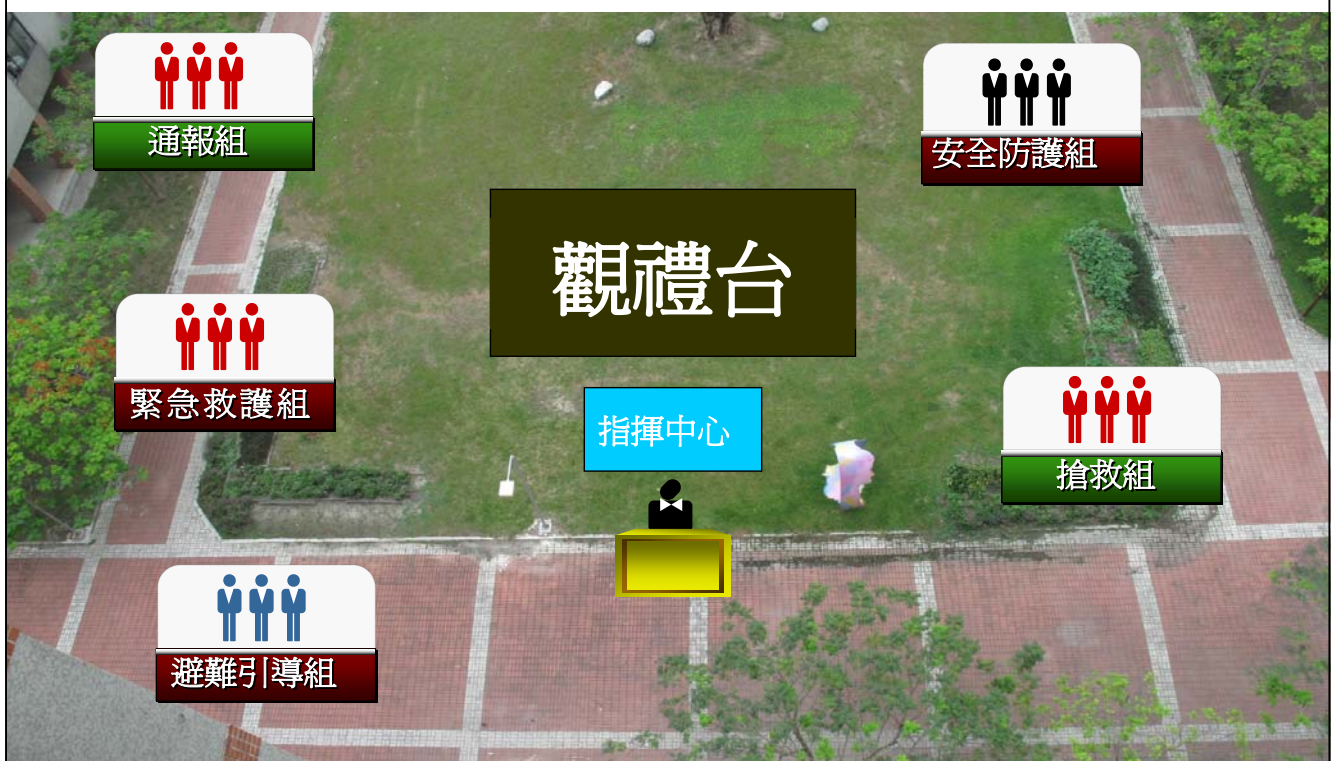 通報組
安全防護組
觀禮台
緊急救護組
指揮中心
搶救組
避難引導組